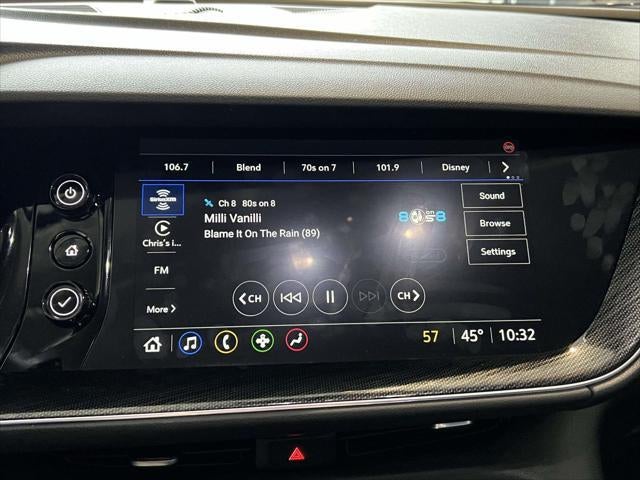 106.7 Blend 70s on 7 101.9 Disney
SiriusXM
Ch 8 80s on 8
Milli Vanilli
Blame It On The Rain (89)
Sound
Chris's i...
Browse
FM
Settings
More
CH CH
57 45° 10:32